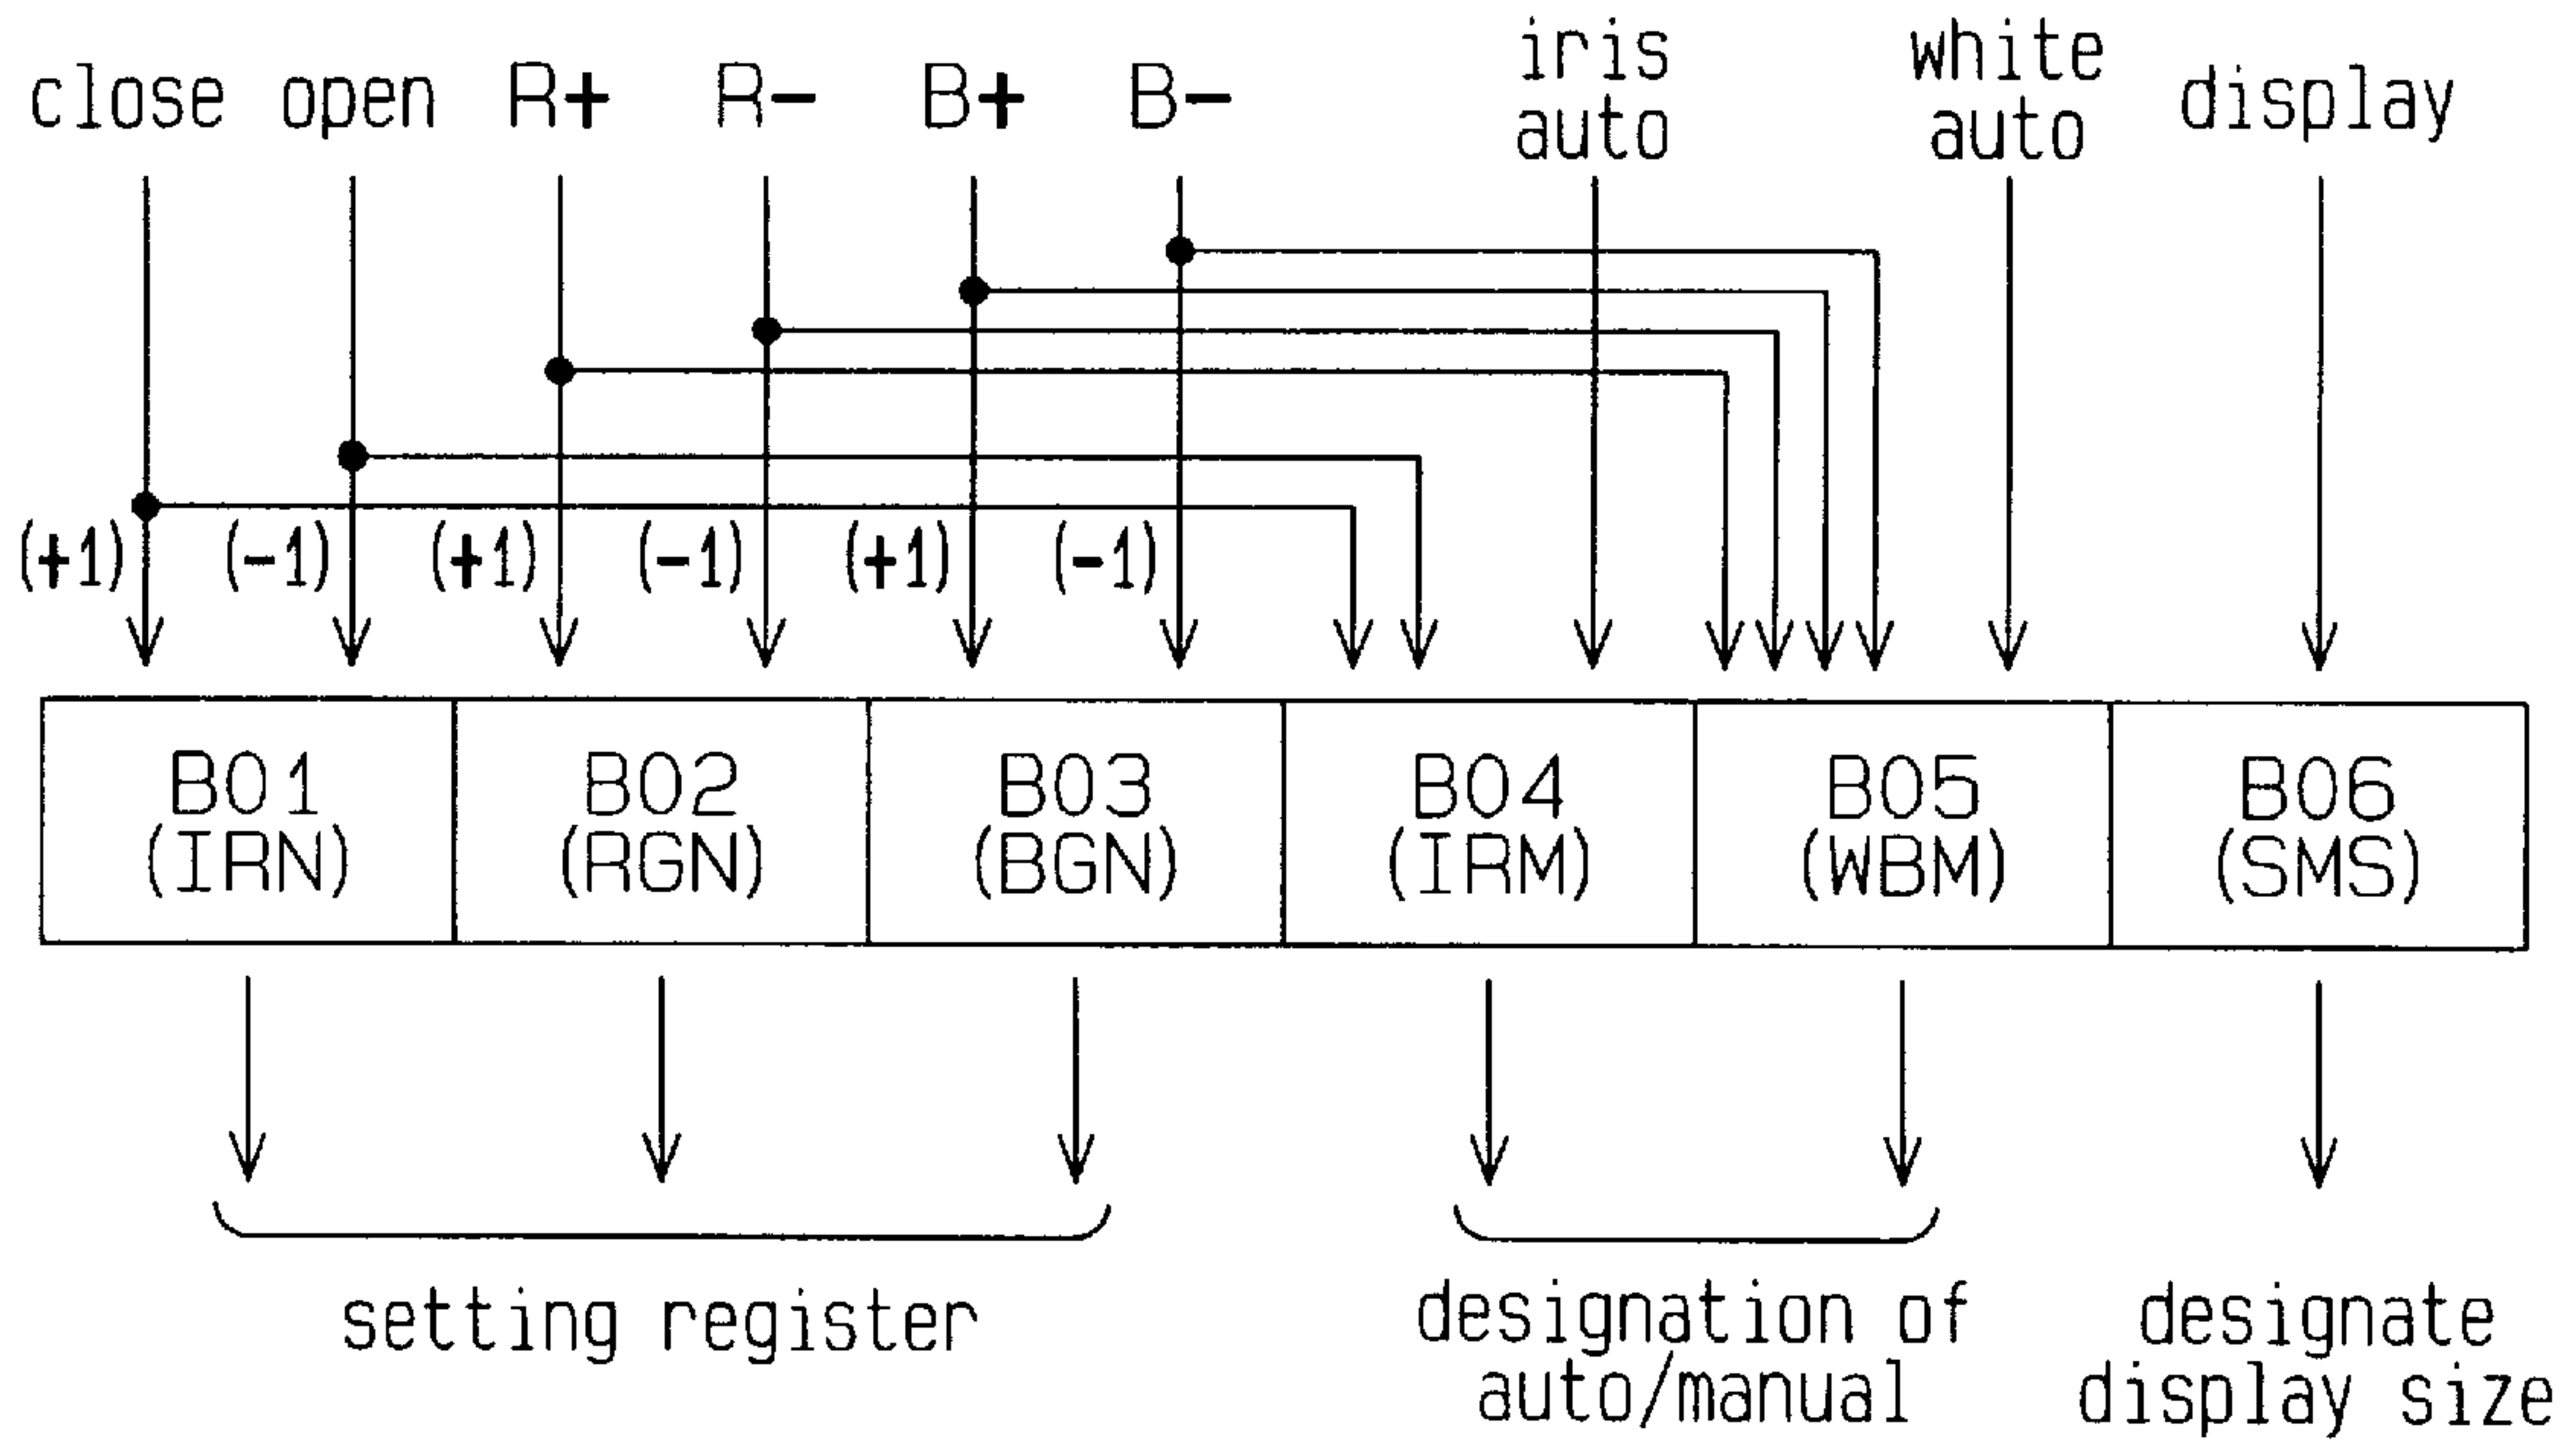 close open R+ R- B+ B- iris auto white auto display
(+1) (-1) (+1) (-1) (+1) (-1)
B01 B02 B03 B04 B05 B06
(IRN) (RGN) (BGN) (IRM) (WBM) (SMS)
setting register
designation of
auto/manual
designate
display size